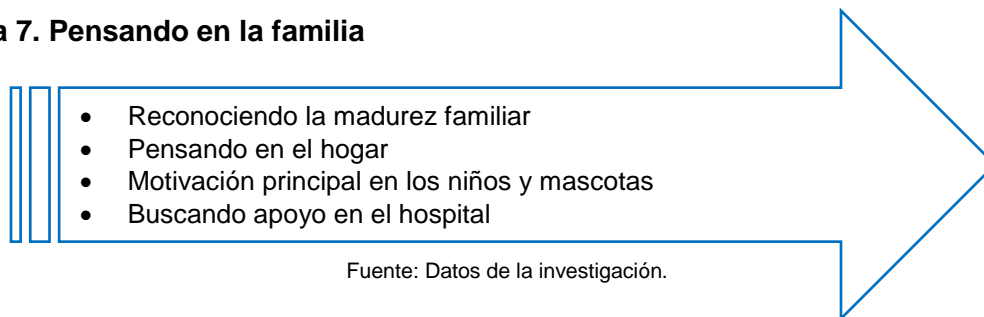 a 7. Pensando en la familia
• Reconociendo la madurez familiar
• Pensando en el hogar
• Motivación principal en los niños y mascotas
• Buscando apoyo en el hospital
Fuente: Datos de la investigación.